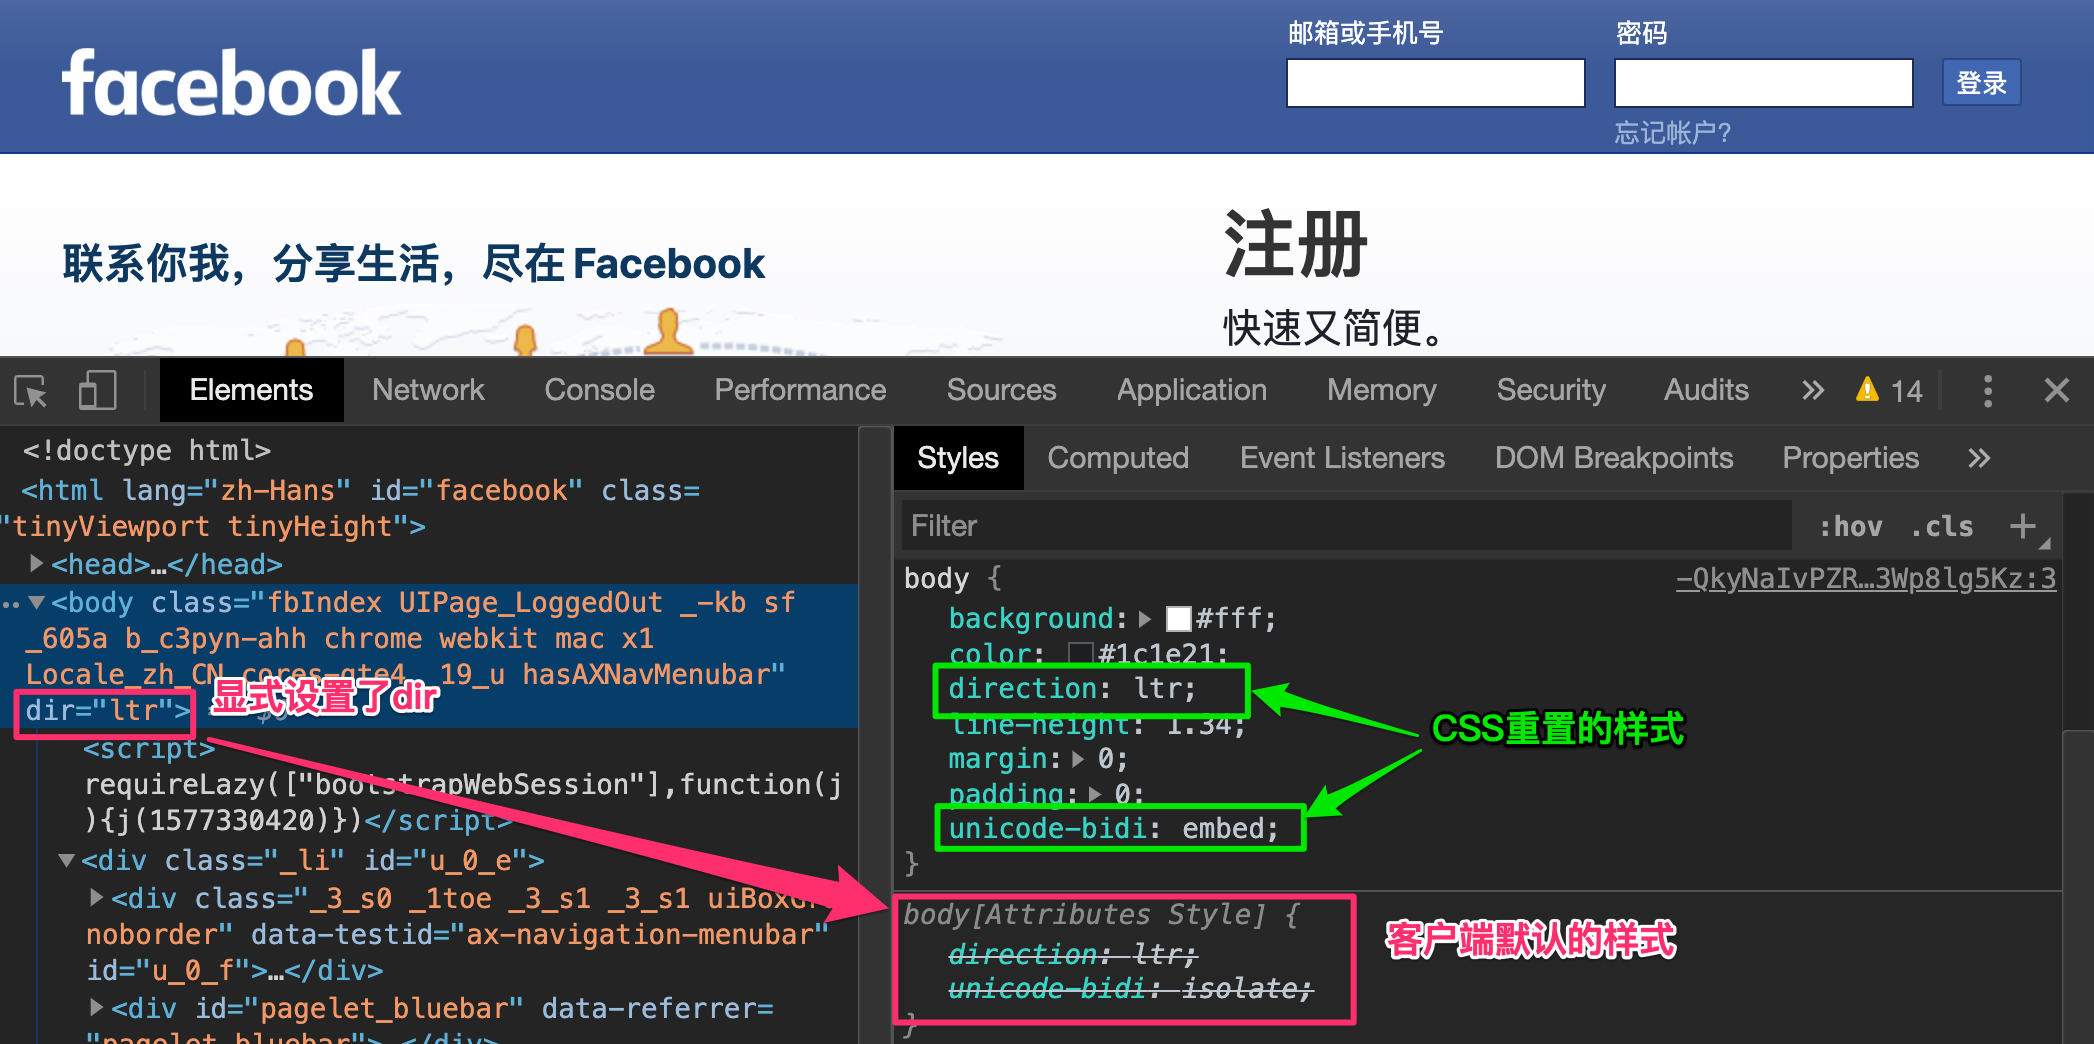 facebook
邮箱或手机号
密码
登录
忘记帐户?
联系你我，分享生活，尽在 Facebook
注册
快速又简便。
Elements Network Console Performance Sources Application Memory Security Audits » 14
<!doctype html>
<html lang="zh-Hans" id="facebook" class=
"tinyViewport tinyHeight">
<head>…</head>
<body class="fbIndex UIPage_LoggedOut _-kb sf
_605a b_c3pyn-ahh chrome webkit mac x1
Locale_zh_CN cores-gte4 _19_u hasAXNavMenubar"
dir="ltr">
显式设置了dir
<script>
requireLazy(["bootstrapWebSession"],function(j
){j(1577330420)})</script>
<div class="_li" id="u_0_e">
<div class="_3_s0 _1toe _3_s1 _3_s1 uiBoxGr
noborder" data-testid="ax-navigation-menubar"
id="u_0_f">…</div>
<div id="pagelet_bluebar" data-referrer=
"pagelet_bluebar">…</div>
Styles Computed Event Listeners DOM Breakpoints Properties »
Filter :hov .cls +
body { -QkyNaIvPZR…3Wp8lg5Kz:3
background: #fff;
color: #1c1e21;
direction: ltr;
line-height: 1.34;
margin: 0;
padding: 0;
unicode-bidi: embed;
}
CSS重置的样式
body[Attributes Style] {
direction: ltr;
unicode-bidi: isolate;
}
客户端默认的样式